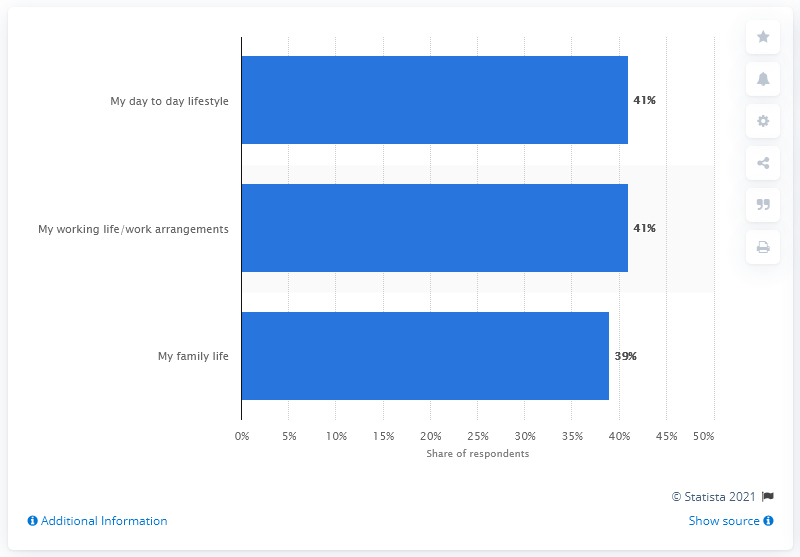 My day to day lifestyle
41%
My working life/work arrangements
41%
My family life
39%
0% 5% 10% 15% 20% 25% 30% 35% 40% 45% 50%
Share of respondents
© Statista 2021
Additional Information
Show source